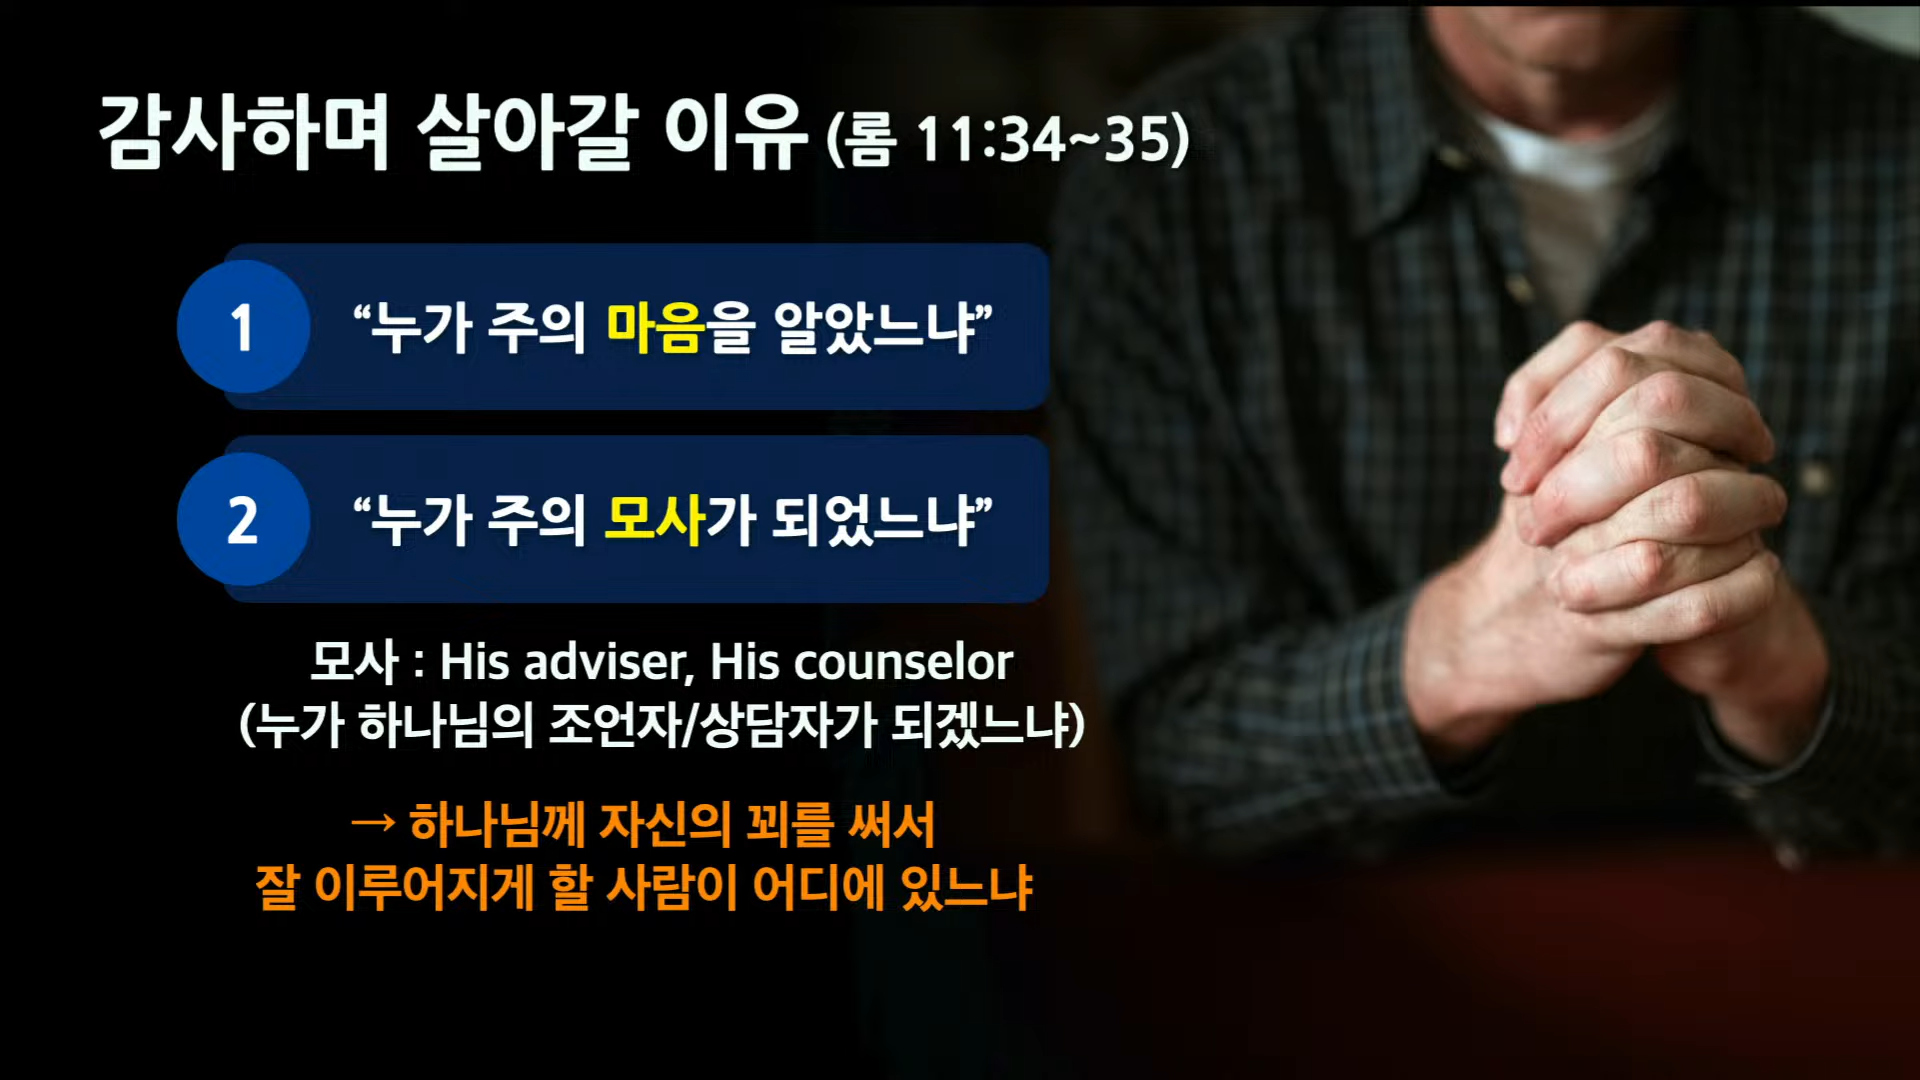 감사하며 살아갈 이유 (롬 11:34~35)
1 “누가 주의 마음을 알았느냐”
2 “누가 주의 모사가 되었느냐”
모사 : His adviser, His counselor
(누가 하나님의 조언자/상담자가 되겠느냐)
→ 하나님께 자신의 꾀를 써서
잘 이루어지게 할 사람이 어디에 있느냐